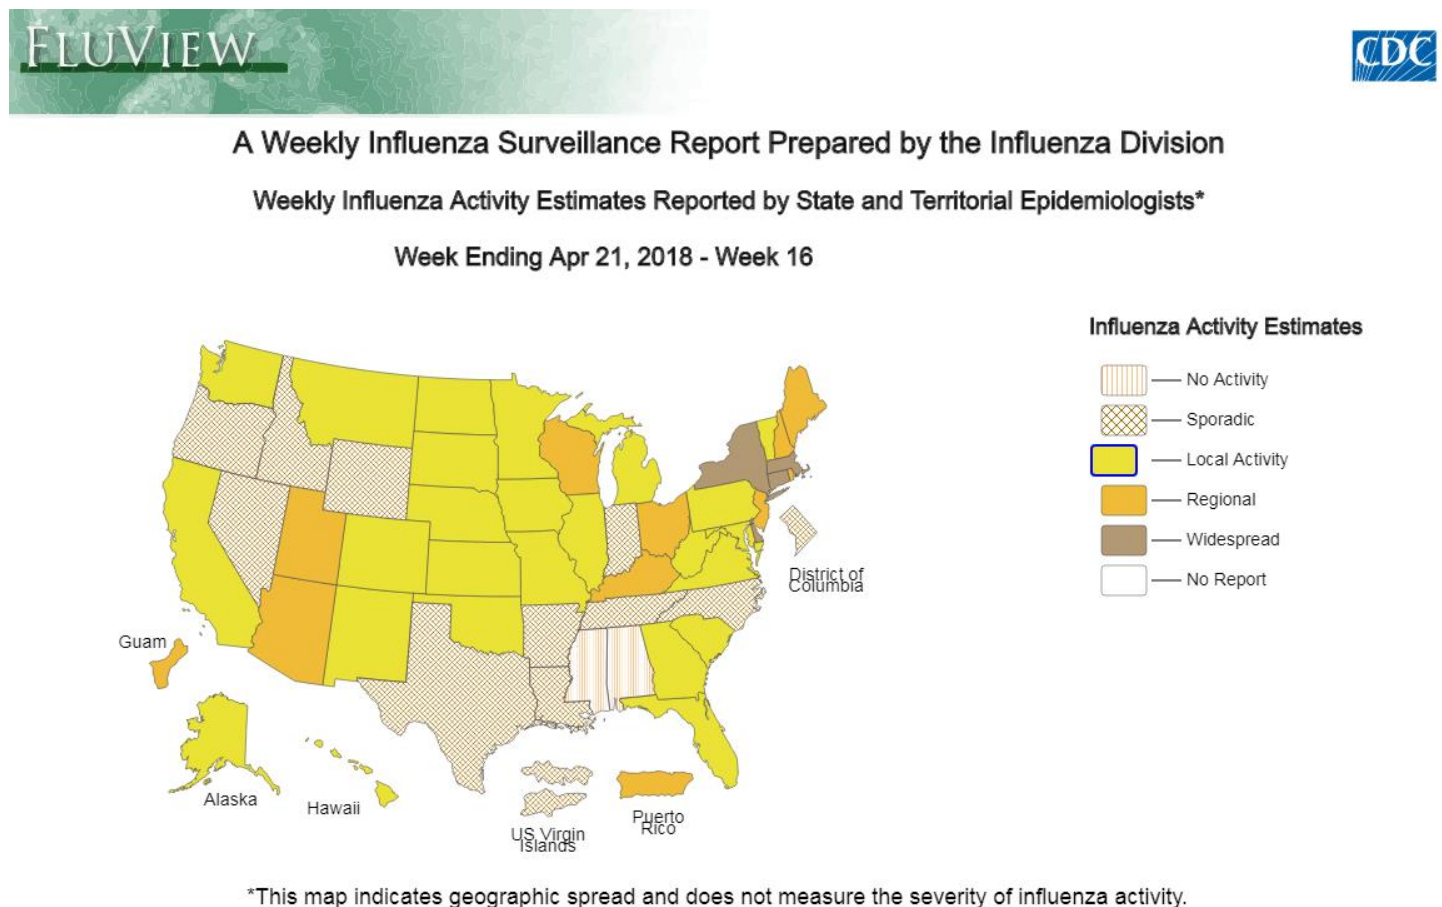 FLUVIEW
CDC
A Weekly Influenza Surveillance Report Prepared by the Influenza Division
Weekly Influenza Activity Estimates Reported by State and Territorial Epidemiologists*
Week Ending Apr 21, 2018 - Week 16
Influenza Activity Estimates
No Activity
Sporadic
Local Activity
Regional
Widespread
No Report
District of
Columbia
Guam
Alaska
Hawaii
US Virgin
Islands
Puerto
Rico
*This map indicates geographic spread and does not measure the severity of influenza activity.